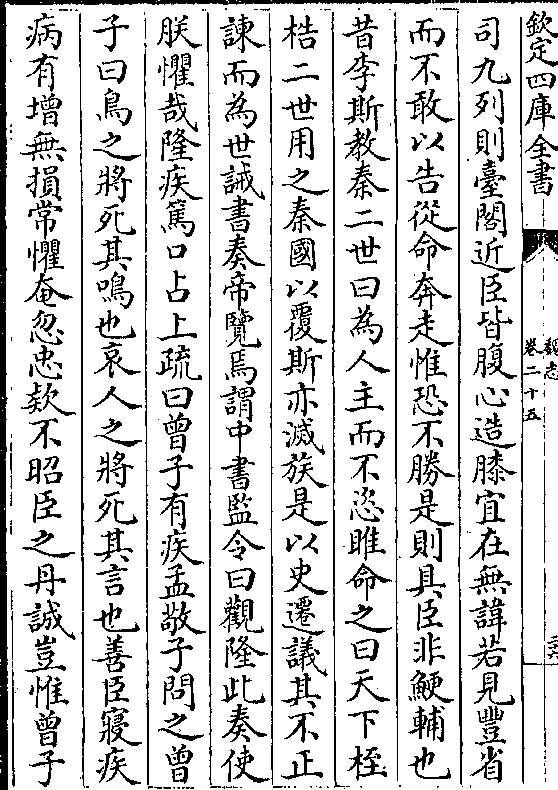 欽定四庫全書
魏志
卷二十五
司九列則臺閣近臣皆腹心造膝宜在無諱若見豐省
而不敢以告從命奔走惟恐不勝是則具臣非鯁輔也
昔李斯教秦二世曰為人主而不恣睢命之曰天下桎
梏二世用之秦國以覆斯亦滅族是以史遷議其不正
諫而為世誡書奏帝覽焉謂中書監令曰觀隆此奏使
朕懼哉隆疾篤口占上疏曰曾子有疾孟敬子問之曾
子曰鳥之將死其鳴也哀人之將死其言也善臣寢疾
病有增無損常懼奄忽忠款不昭臣之丹誠豈惟曾子